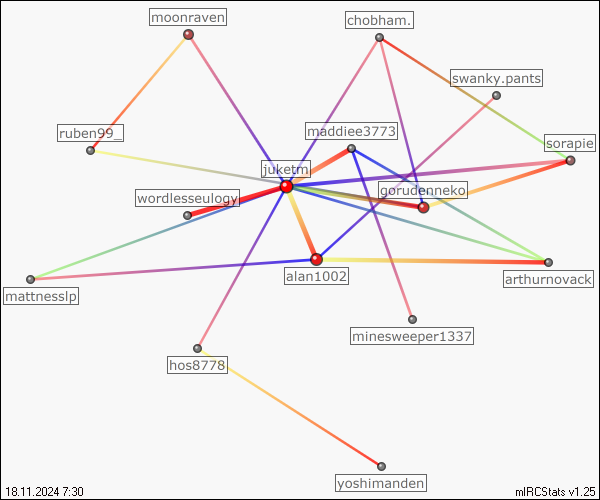 moonraven
chobham.
swanky.pants
ruben99_
maddiee3773
sorapie
juketm
gorudenneko
wordlesseulogy
alan1002
arthurnovack
mattnesslp
minesweeper1337
hos8778
yoshimanden
18.11.2024 7:30
mIRCStats v1.25